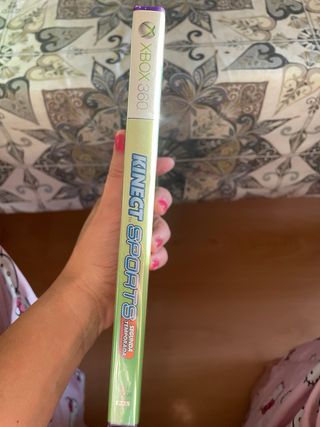 XBOX 360
KINECT SPORTS
SEGUNDA
TEMPORADA